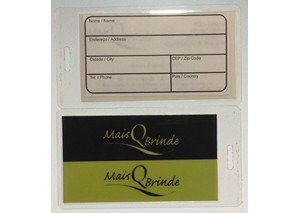 Nome / Name
Endereço / Address
Cidade / City
CEP / Zip Code
Tel. / Phone
País / Country
Mais Q Brinde
Mais Q Brinde